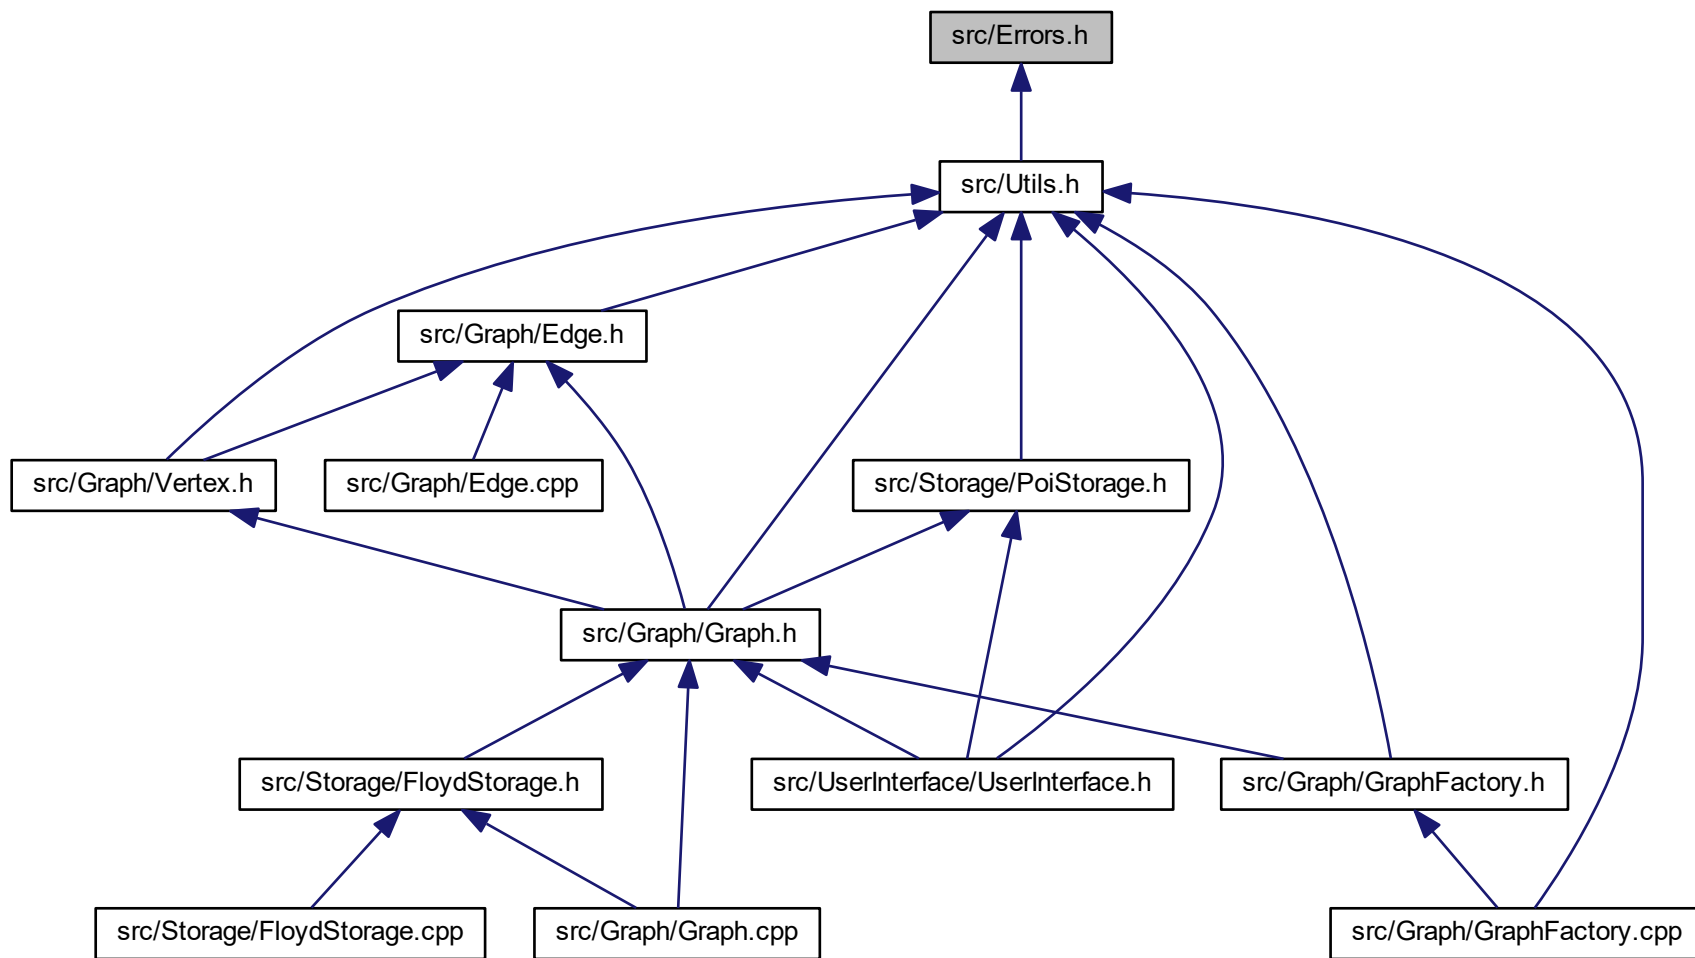 src/Errors.h
src/Utils.h
src/Graph/Edge.h
src/Graph/Vertex.h
src/Graph/Edge.cpp
src/Storage/PoiStorage.h
src/Graph/Graph.h
src/Storage/FloydStorage.h
src/UserInterface/UserInterface.h
src/Graph/GraphFactory.h
src/Storage/FloydStorage.cpp
src/Graph/Graph.cpp
src/Graph/GraphFactory.cpp